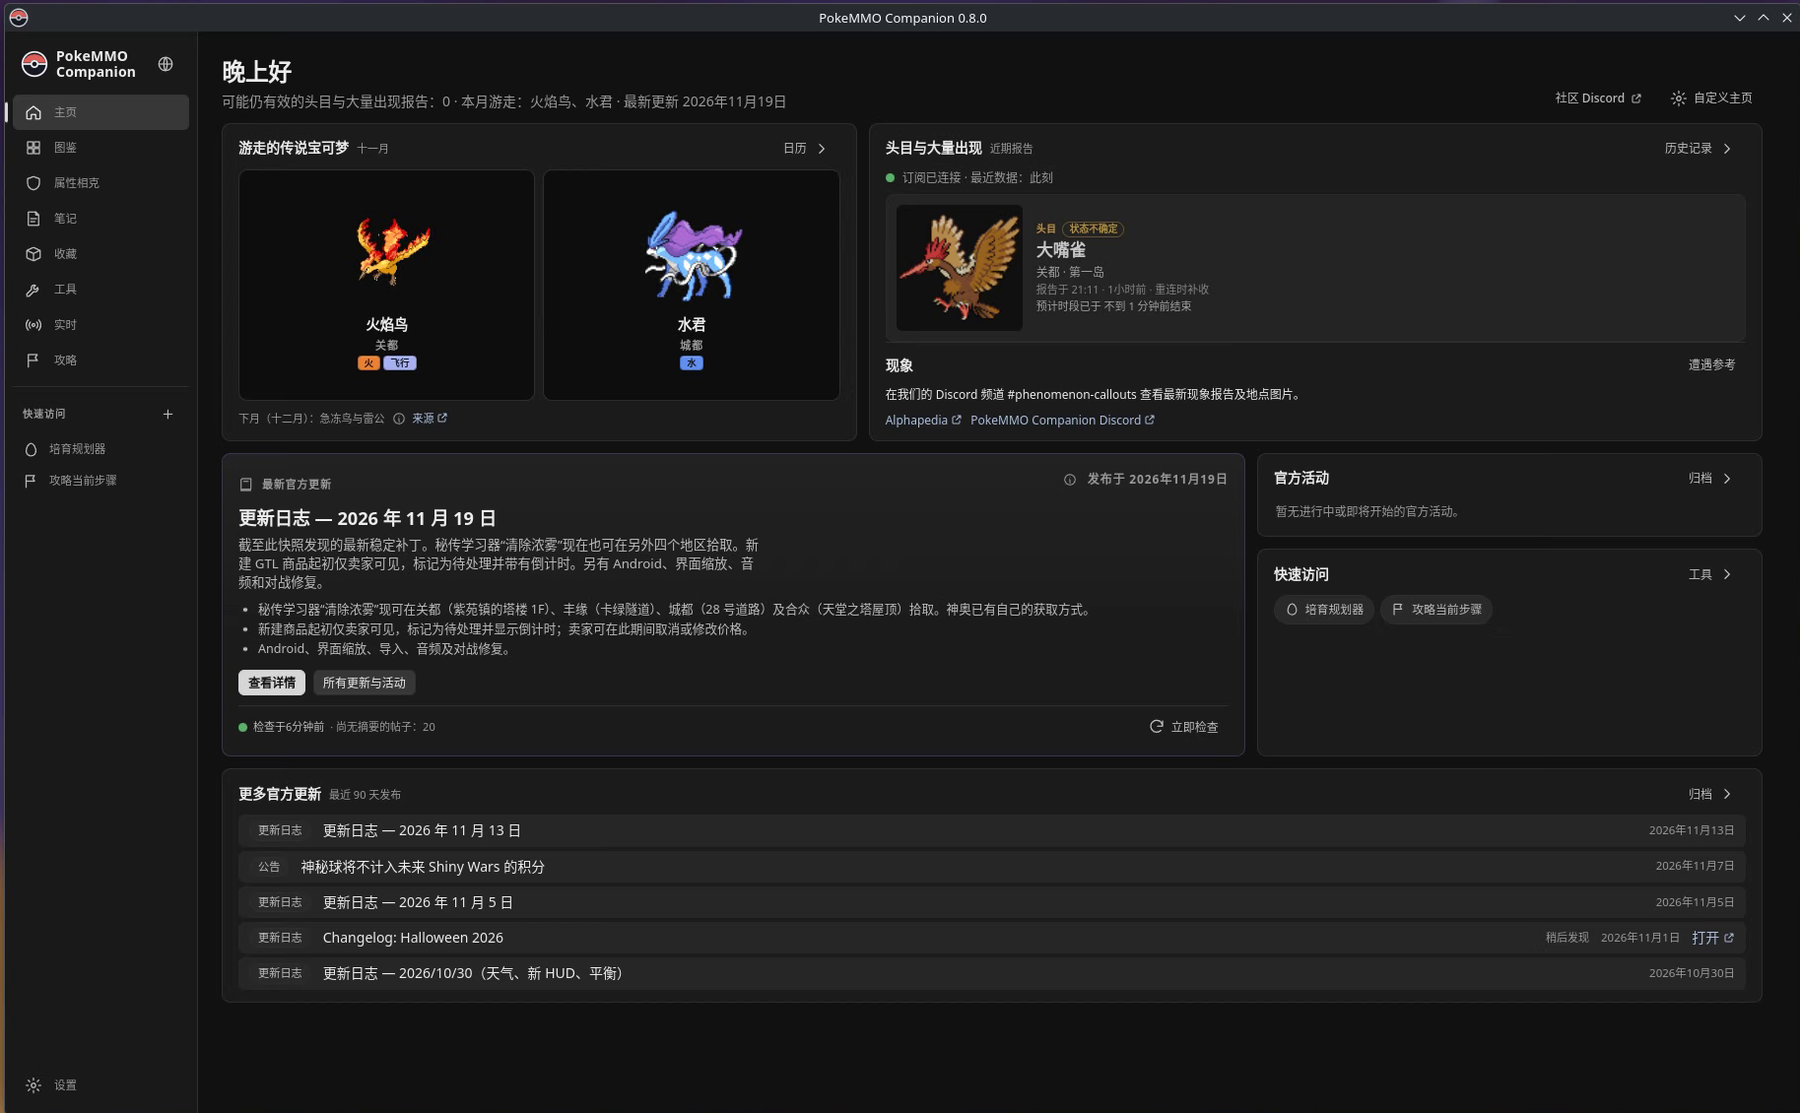 PokeMMO Companion 0.8.0
PokeMMO
Companion
主页
图鉴
属性相克
笔记
收藏
工具
实时
攻略
快速访问
培育规划器
攻略当前步骤
设置
晚上好
可能仍有效的头目与大量出现报告：0 · 本月游走：火焰鸟、水君 · 最新更新 2026年11月19日
社区 Discord
自定义主页
游走的传说宝可梦 十一月
日历
火焰鸟
关都
火 飞行
水君
城都
水
下月（十二月）：急冻鸟与雷公 来源
头目与大量出现 近期报告
历史记录
订阅已连接 · 最近数据：此刻
头目 状态不确定
大嘴雀
关都 · 第一岛
报告于 21:11 · 1小时前 · 重连时补收
预计时段已于 不到 1 分钟前结束
现象
遭遇参考
在我们的 Discord 频道 #phenomenon-callouts 查看最新现象报告及地点图片。
Alphapedia PokeMMO Companion Discord
最新官方更新
发布于 2026年11月19日
更新日志 — 2026 年 11 月 19 日
截至此快照发现的最新稳定补丁。秘传学习器“清除浓雾”现在也可在另外四个地区拾取。新
建 GTL 商品起初仅卖家可见，标记为待处理并带有倒计时。另有 Android、界面缩放、音
频和对战修复。
• 秘传学习器“清除浓雾”现可在关都（紫苑镇的塔楼 1F）、丰缘（卡绿隧道）、城都（28 号道路）及合众（天堂之塔屋顶）拾取。神奥已有自己的获取方式。
• 新建商品起初仅卖家可见，标记为待处理并显示倒计时；卖家可在此期间取消或修改价格。
• Android、界面缩放、导入、音频及对战修复。
查看详情 所有更新与活动
检查于6分钟前 · 尚无摘要的帖子：20
立即检查
官方活动
归档
暂无进行中或即将开始的官方活动。
快速访问
工具
培育规划器 攻略当前步骤
更多官方更新 最近 90 天发布
归档
更新日志 更新日志 — 2026 年 11 月 13 日 2026年11月13日
公告 神秘球将不计入未来 Shiny Wars 的积分 2026年11月7日
更新日志 更新日志 — 2026 年 11 月 5 日 2026年11月5日
更新日志 Changelog: Halloween 2026 稍后发现 2026年11月1日 打开
更新日志 更新日志 — 2026/10/30（天气、新 HUD、平衡） 2026年10月30日